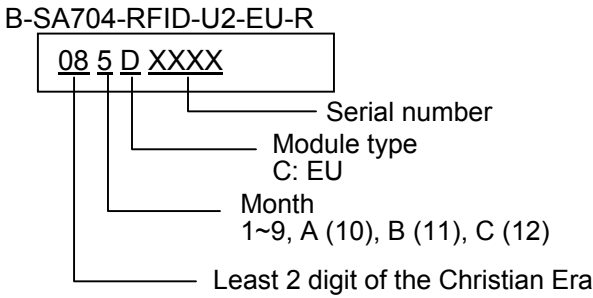 B-SA704-RFID-U2-EU-R
08 5 D XXXX
Serial number
Module type
C: EU
Month
1~9, A (10), B (11), C (12)
Least 2 digit of the Christian Era